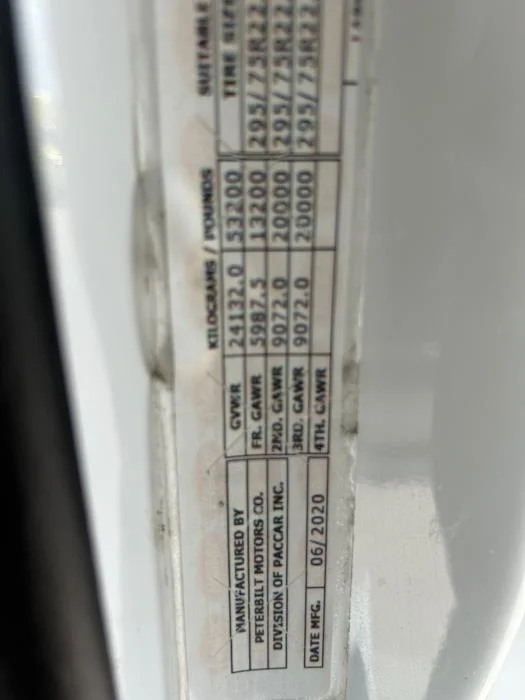 MANUFACTURED BY
PETERBILT MOTORS CO.
DIVISION OF PACCAR INC.
DATE MFG. 06/2020
KILOGRAMS / POUNDS SUITABLE
TIRE SIZE
GVWR 24132.0 53200
FR. GAWR 5987.5 13200 295/75R22
2ND. GAWR 9072.0 20000 295/75R22
3RD. GAWR 9072.0 20000 295/75R22
4TH. GAWR